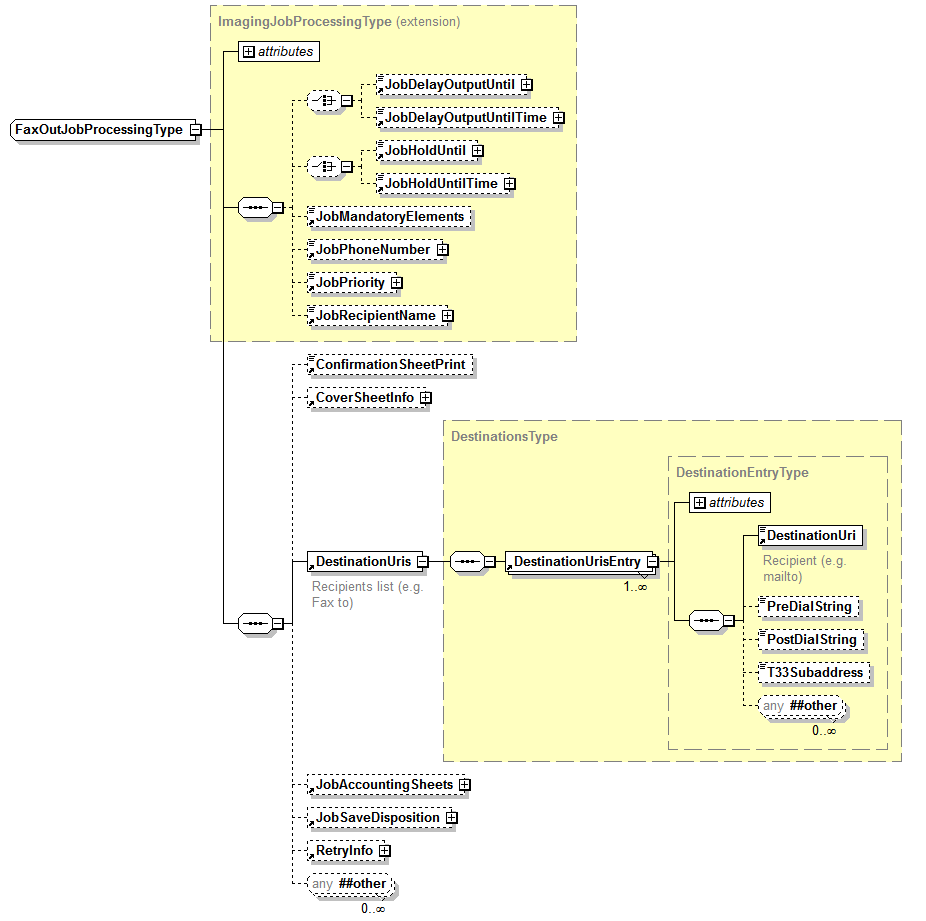 ImagingJobProcessingType (extension)
attributes
JobDelayOutputUntil
JobDelayOutputUntilTime
FaxOutJobProcessingType
JobHoldUntil
JobHoldUntilTime
JobMandatoryElements
JobPhoneNumber
JobPriority
JobRecipientName
ConfirmationSheetPrint
CoverSheetInfo
DestinationsType
DestinationEntryType
attributes
DestinationUri
Recipient (e.g.
mailto)
DestinationUris
Recipients list (e.g.
Fax to)
DestinationUrisEntry
1..∞
PreDialString
PostDialString
T33Subaddress
any ##other
0..∞
JobAccountingSheets
JobSaveDisposition
RetryInfo
any ##other
0..∞